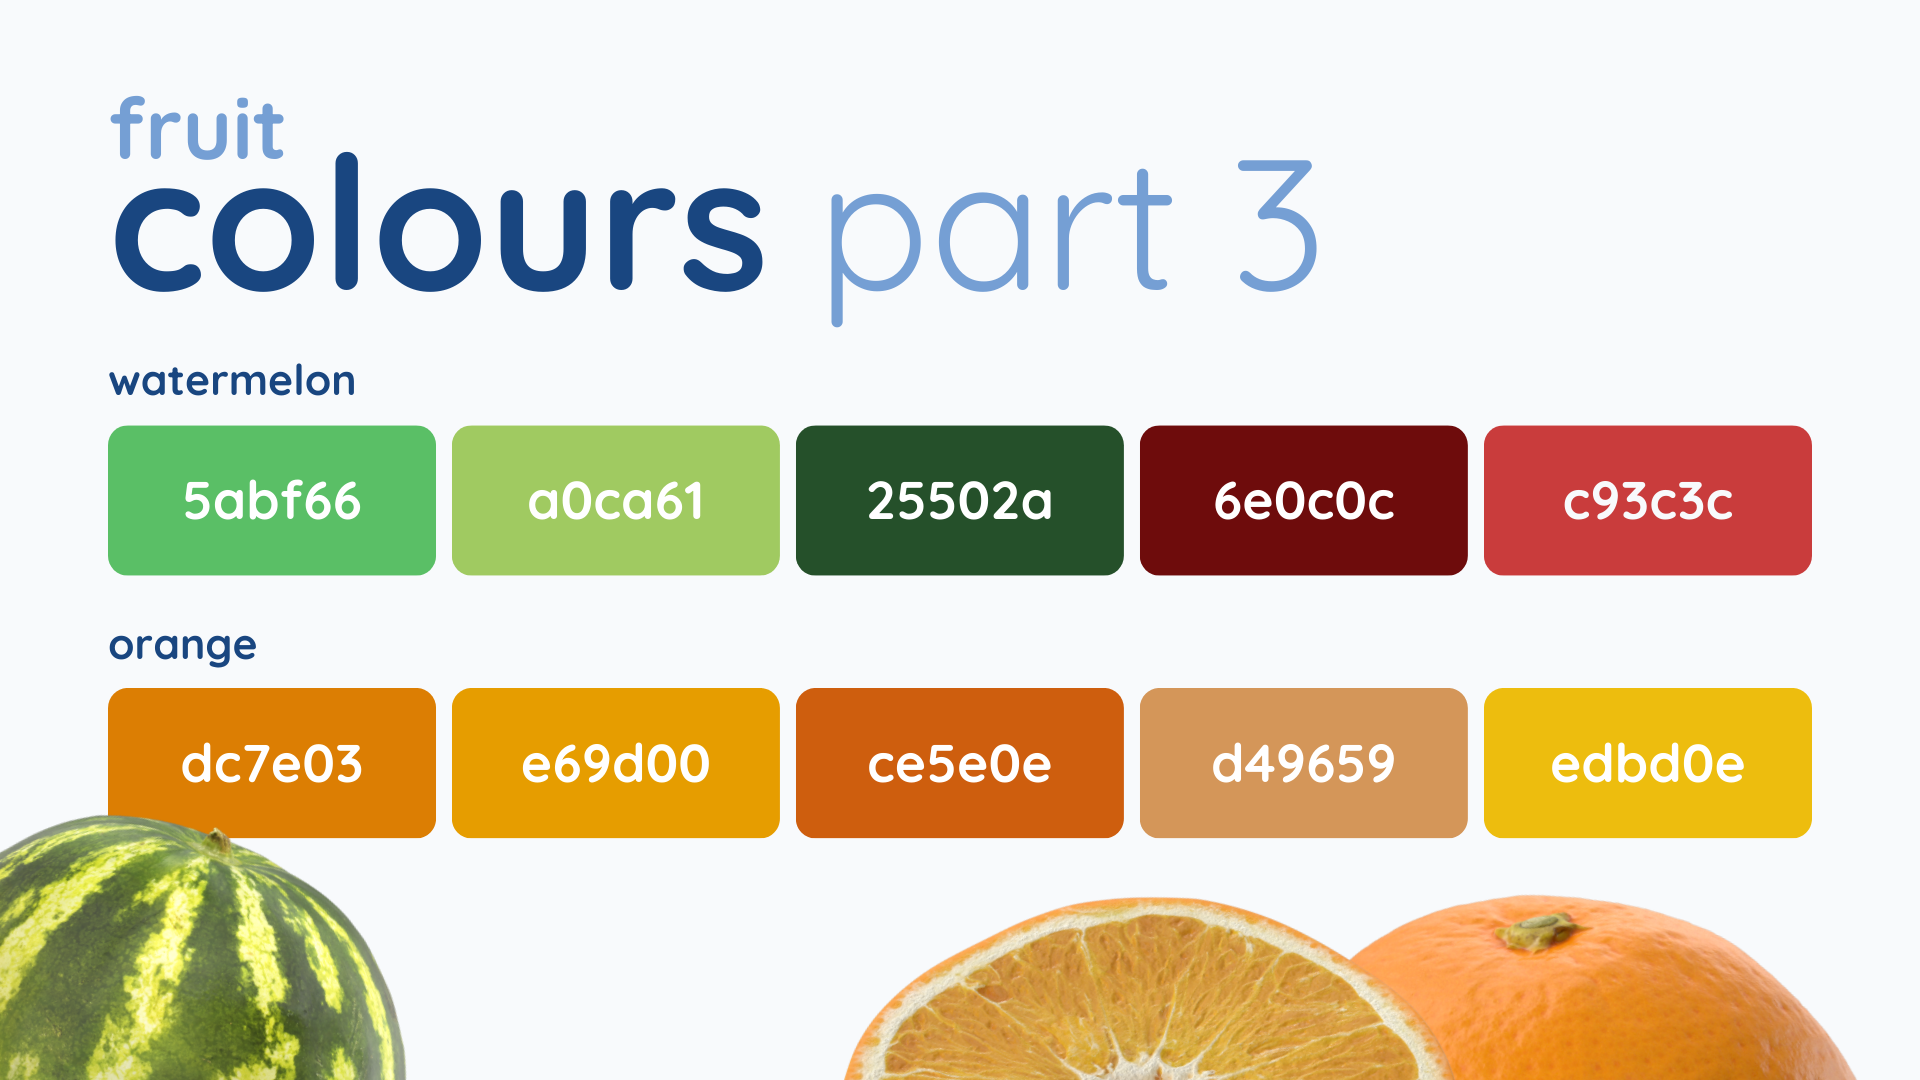 fruit
colours part 3
watermelon
5abf66 a0ca61 25502a 6e0c0c c93c3c
orange
dc7e03 e69d00 ce5e0e d49659 edbd0e